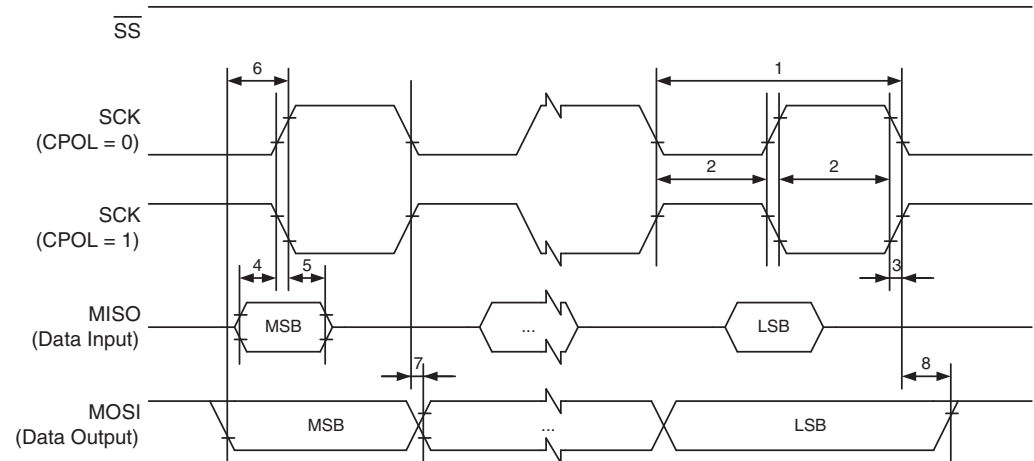 SS
6
1
SCK
(CPOL = 0)
2
2
SCK
(CPOL = 1)
4
5
3
MISO
(Data Input)
MSB
...
LSB
7
8
MOSI
(Data Output)
MSB
...
LSB